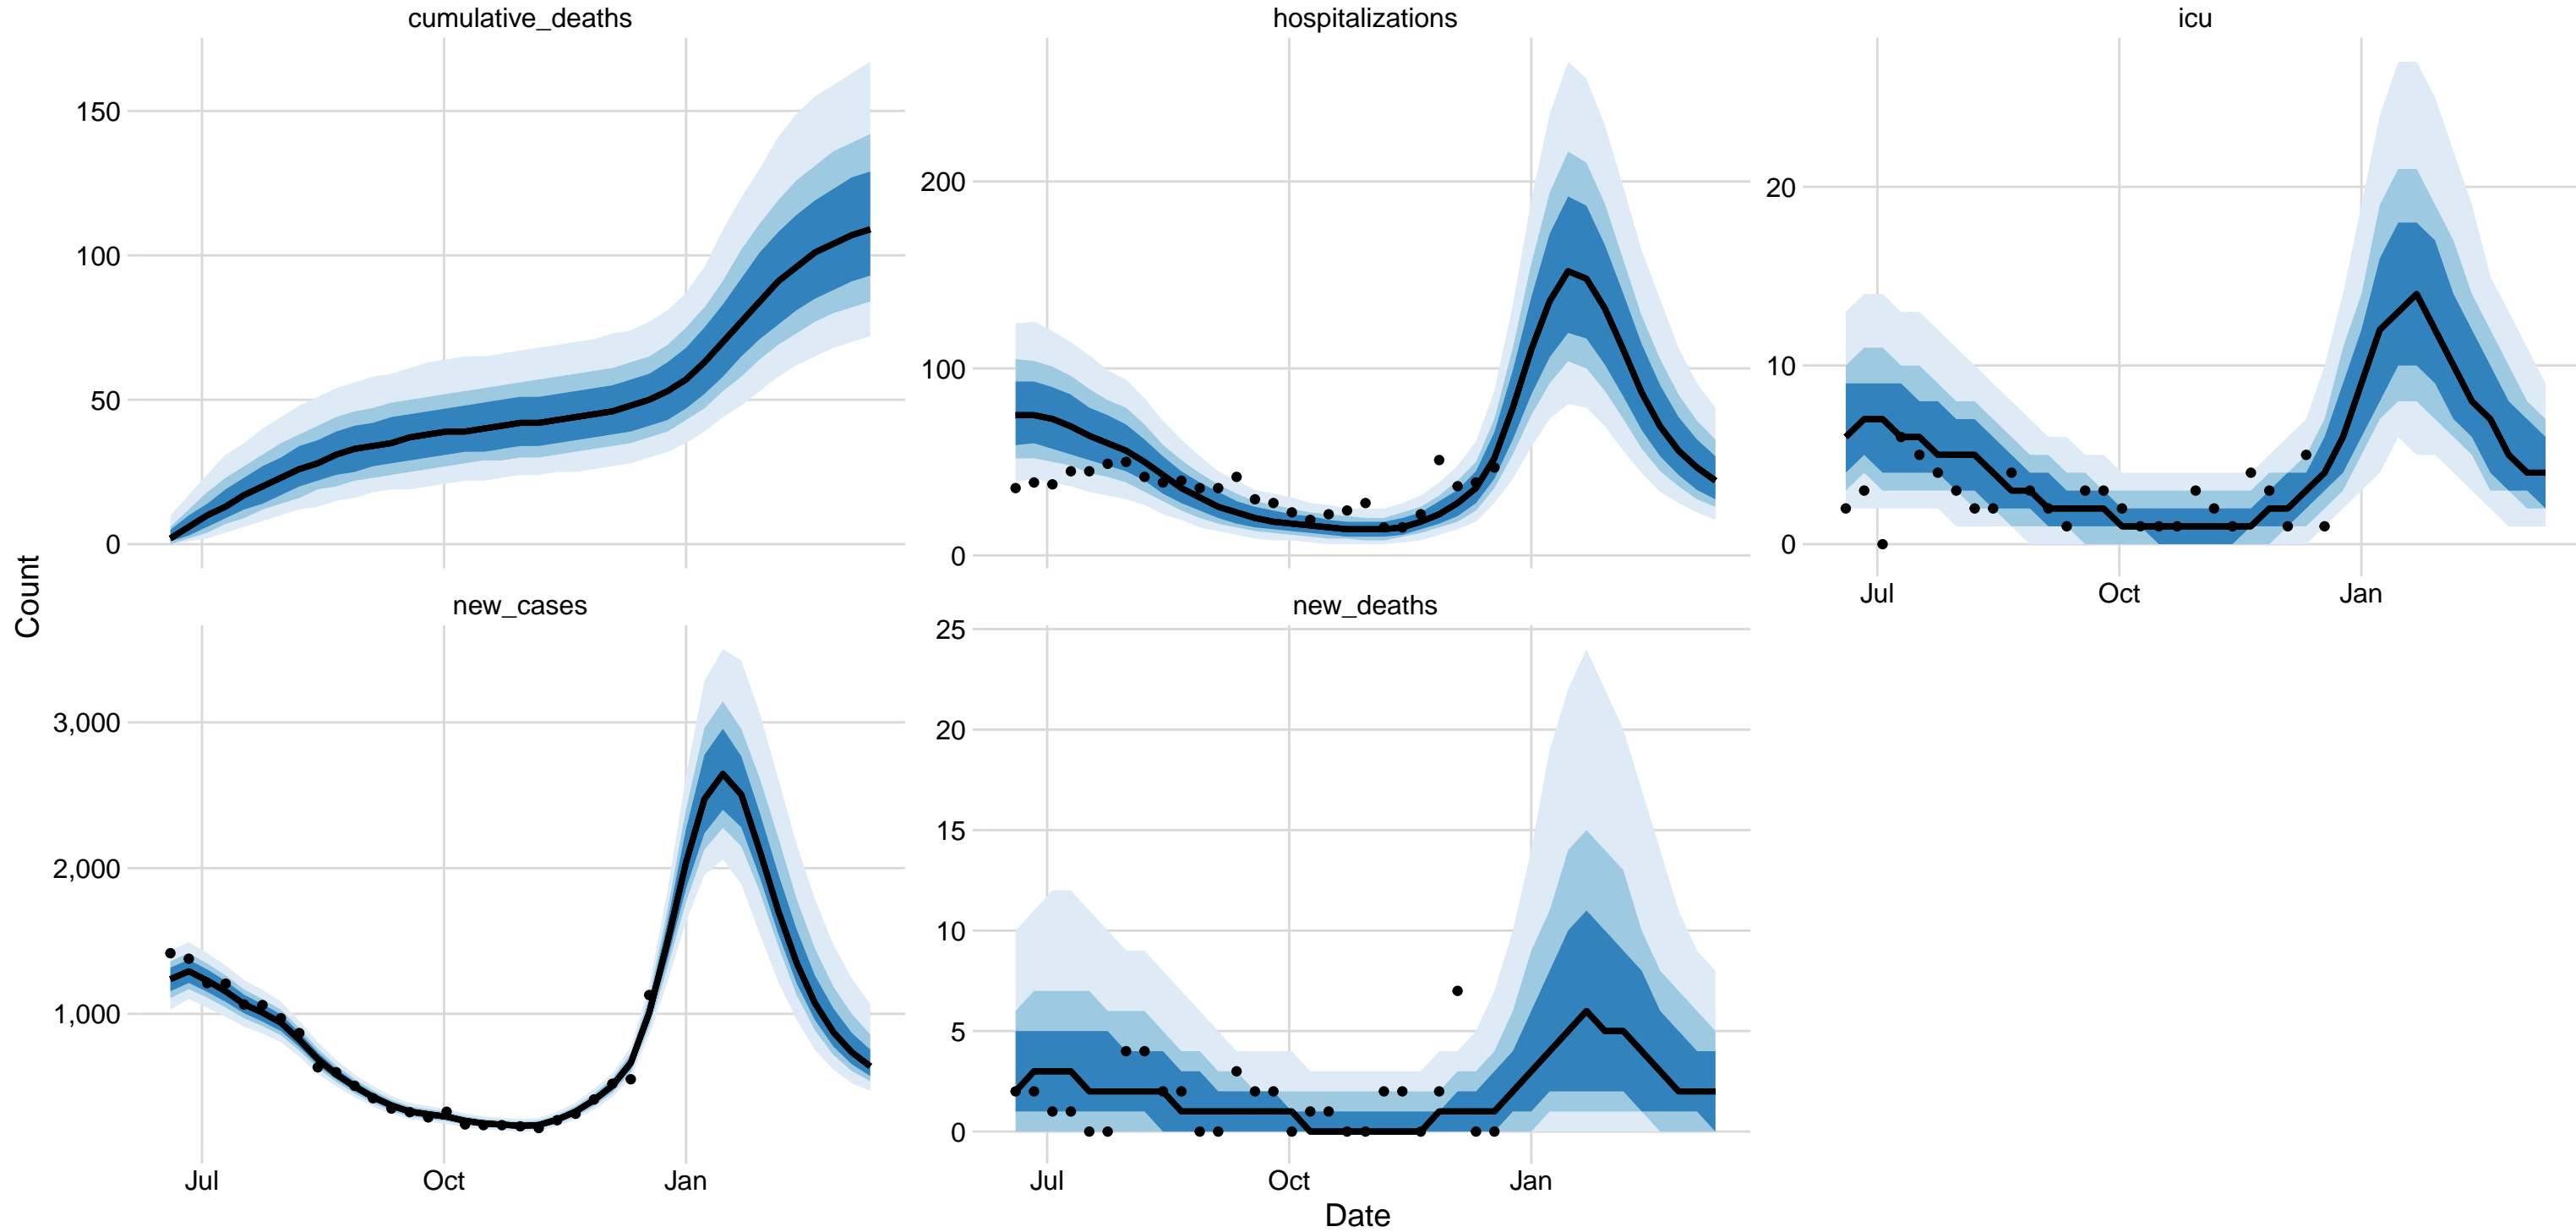 cumulative_deaths
hospitalizations
icu
150
100
50
0
200
100
0
20
10
0
Jul Oct Jan
Count
new_cases
new_deaths
3,000
2,000
1,000
25
20
15
10
5
0
Jul Oct Jan
Jul Oct Jan
Date